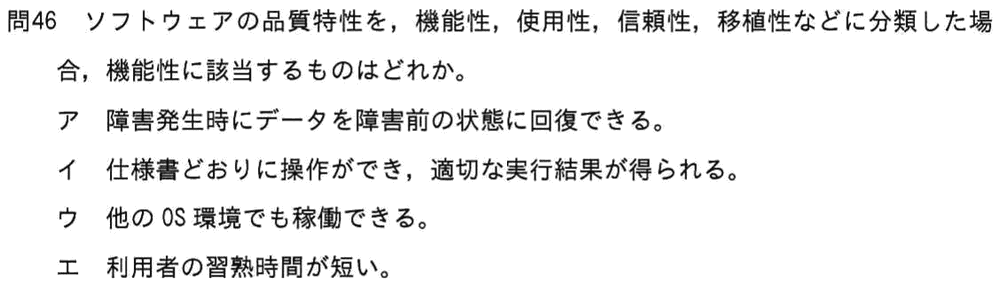 問46 ソフトウェアの品質特性を，機能性，使用性，信頼性，移植性などに分類した場
合，機能性に該当するものはどれか。
ア 障害発生時にデータを障害前の状態に回復できる。
イ 仕様書どおりに操作ができ，適切な実行結果が得られる。
ウ 他のOS環境でも稼働できる。
エ 利用者の習熟時間が短い。